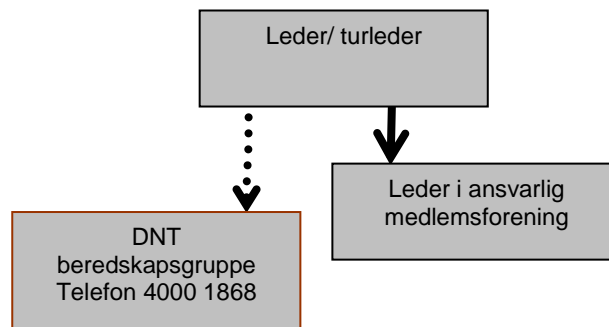 Leder/ turleder
Leder i ansvarlig
medlemsforening
DNT
beredskapsgruppe
Telefon 4000 1868